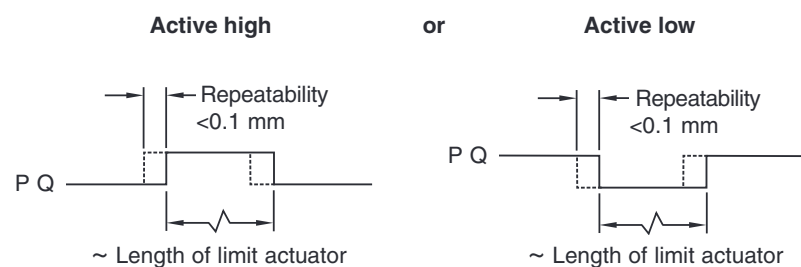 Active high or Active low
Repeatability
<0.1 mm
P Q
~ Length of limit actuator
Repeatability
<0.1 mm
P Q
~ Length of limit actuator